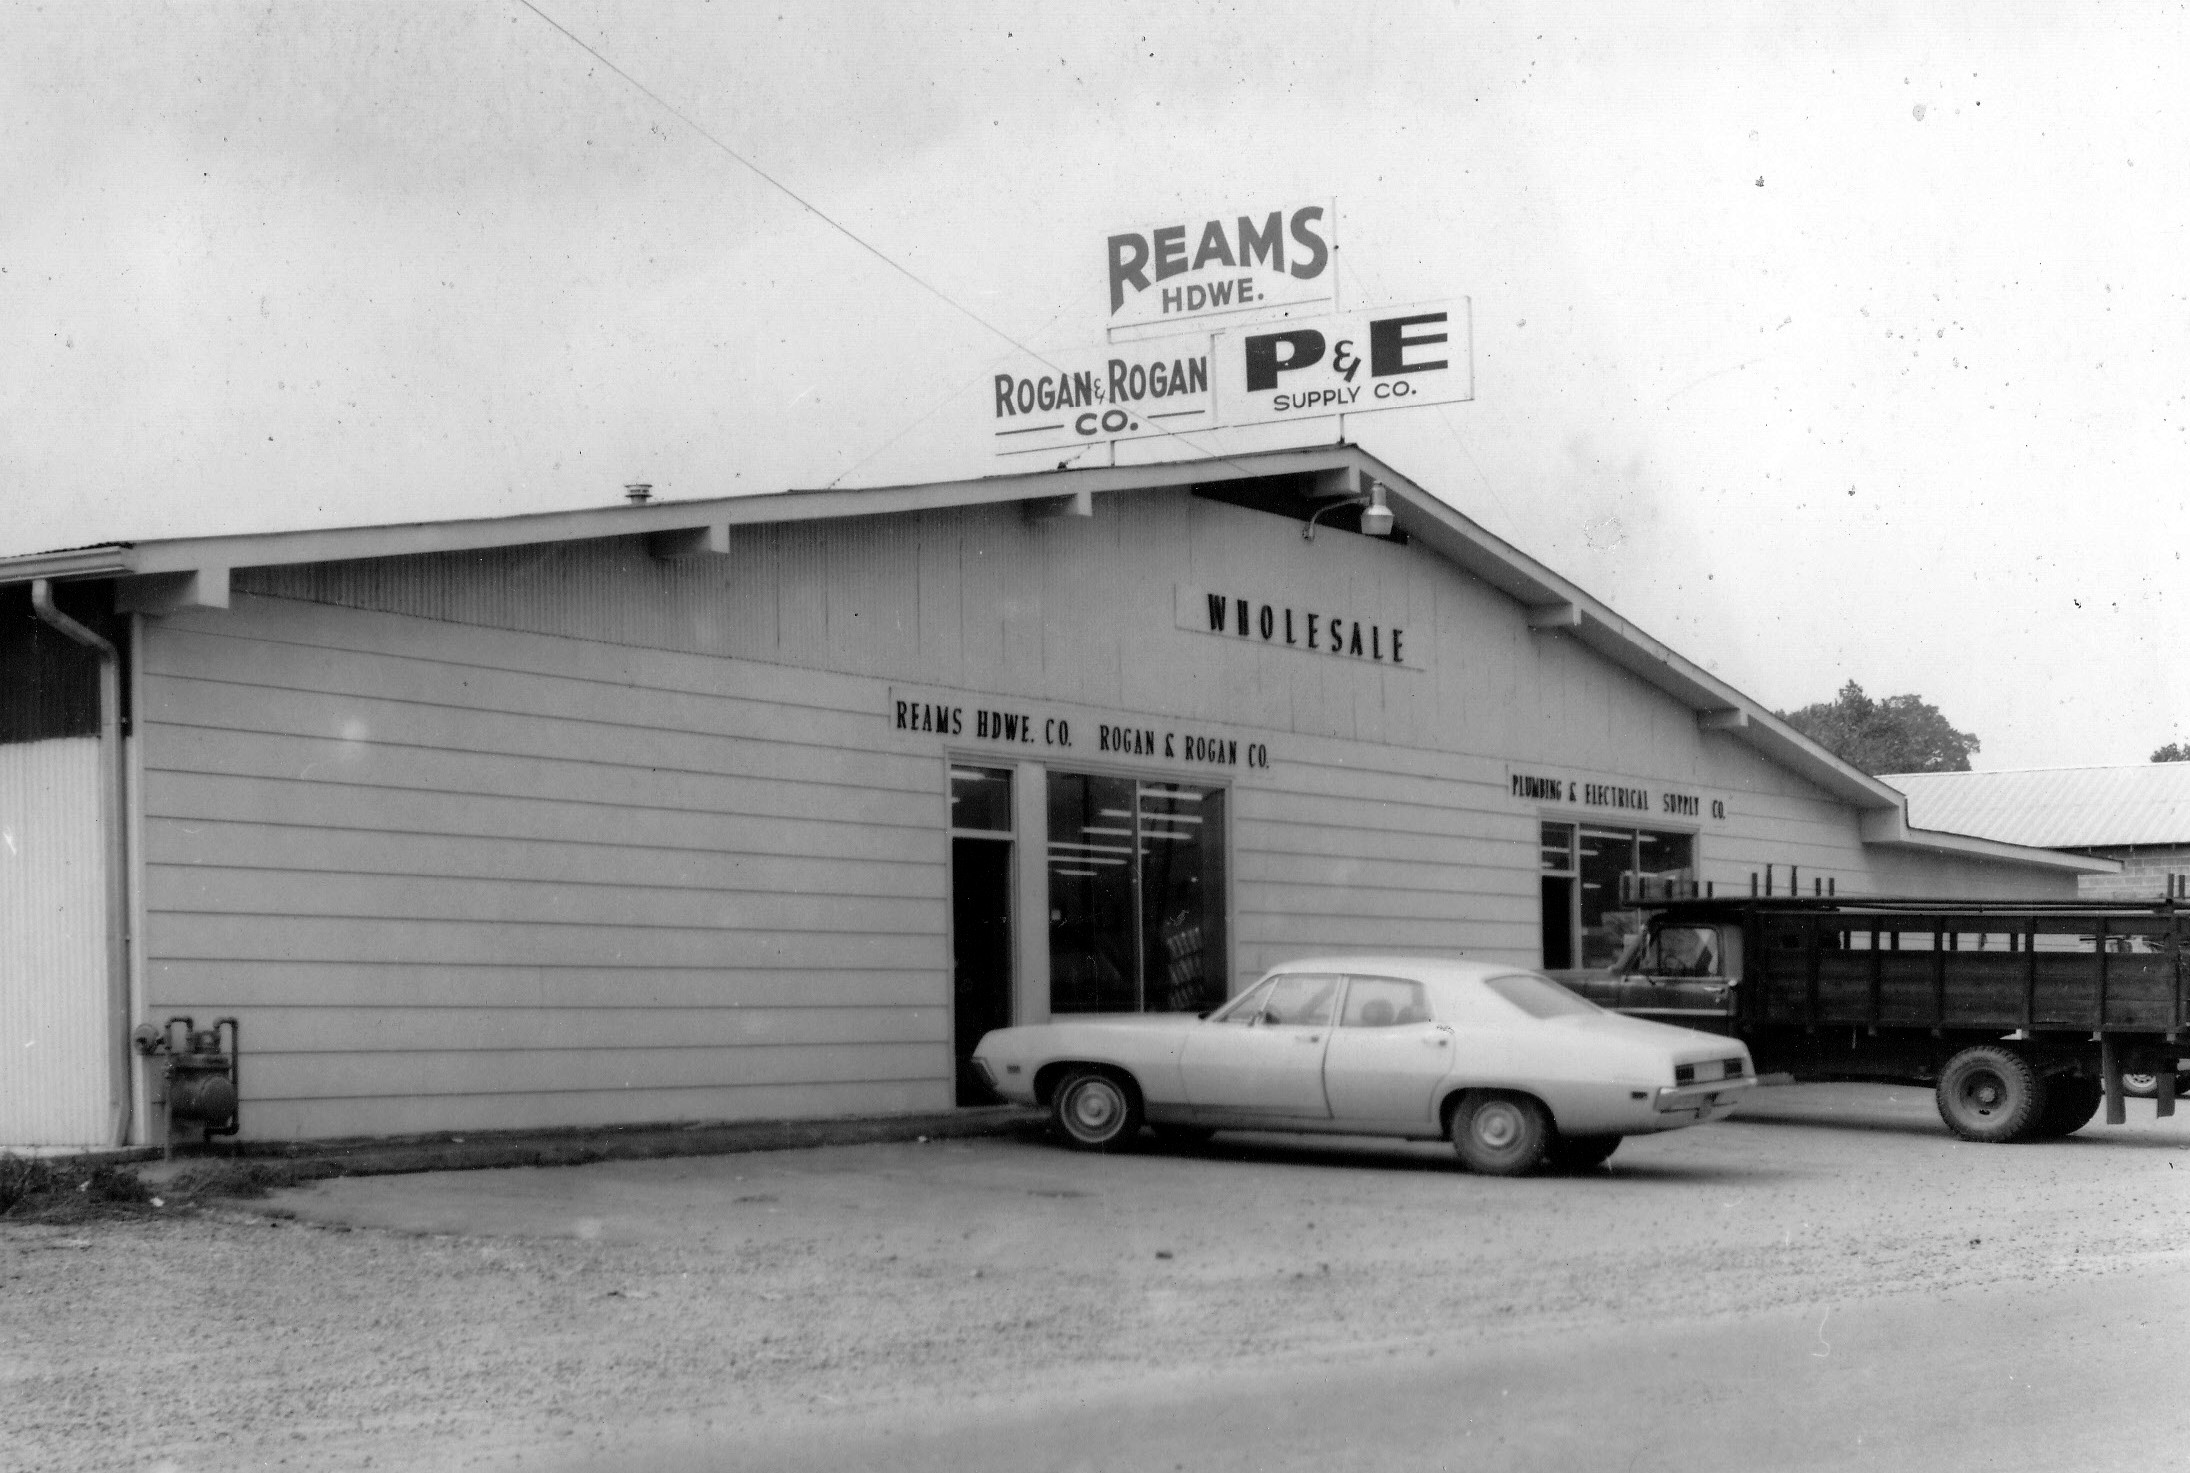 REAMS
HDWE.
ROGAN & ROGAN
CO.
P & E
SUPPLY CO.
WHOLESALE
REAMS HDWE. CO. ROGAN & ROGAN CO.
PLUMBING & ELECTRICAL SUPPLY CO.